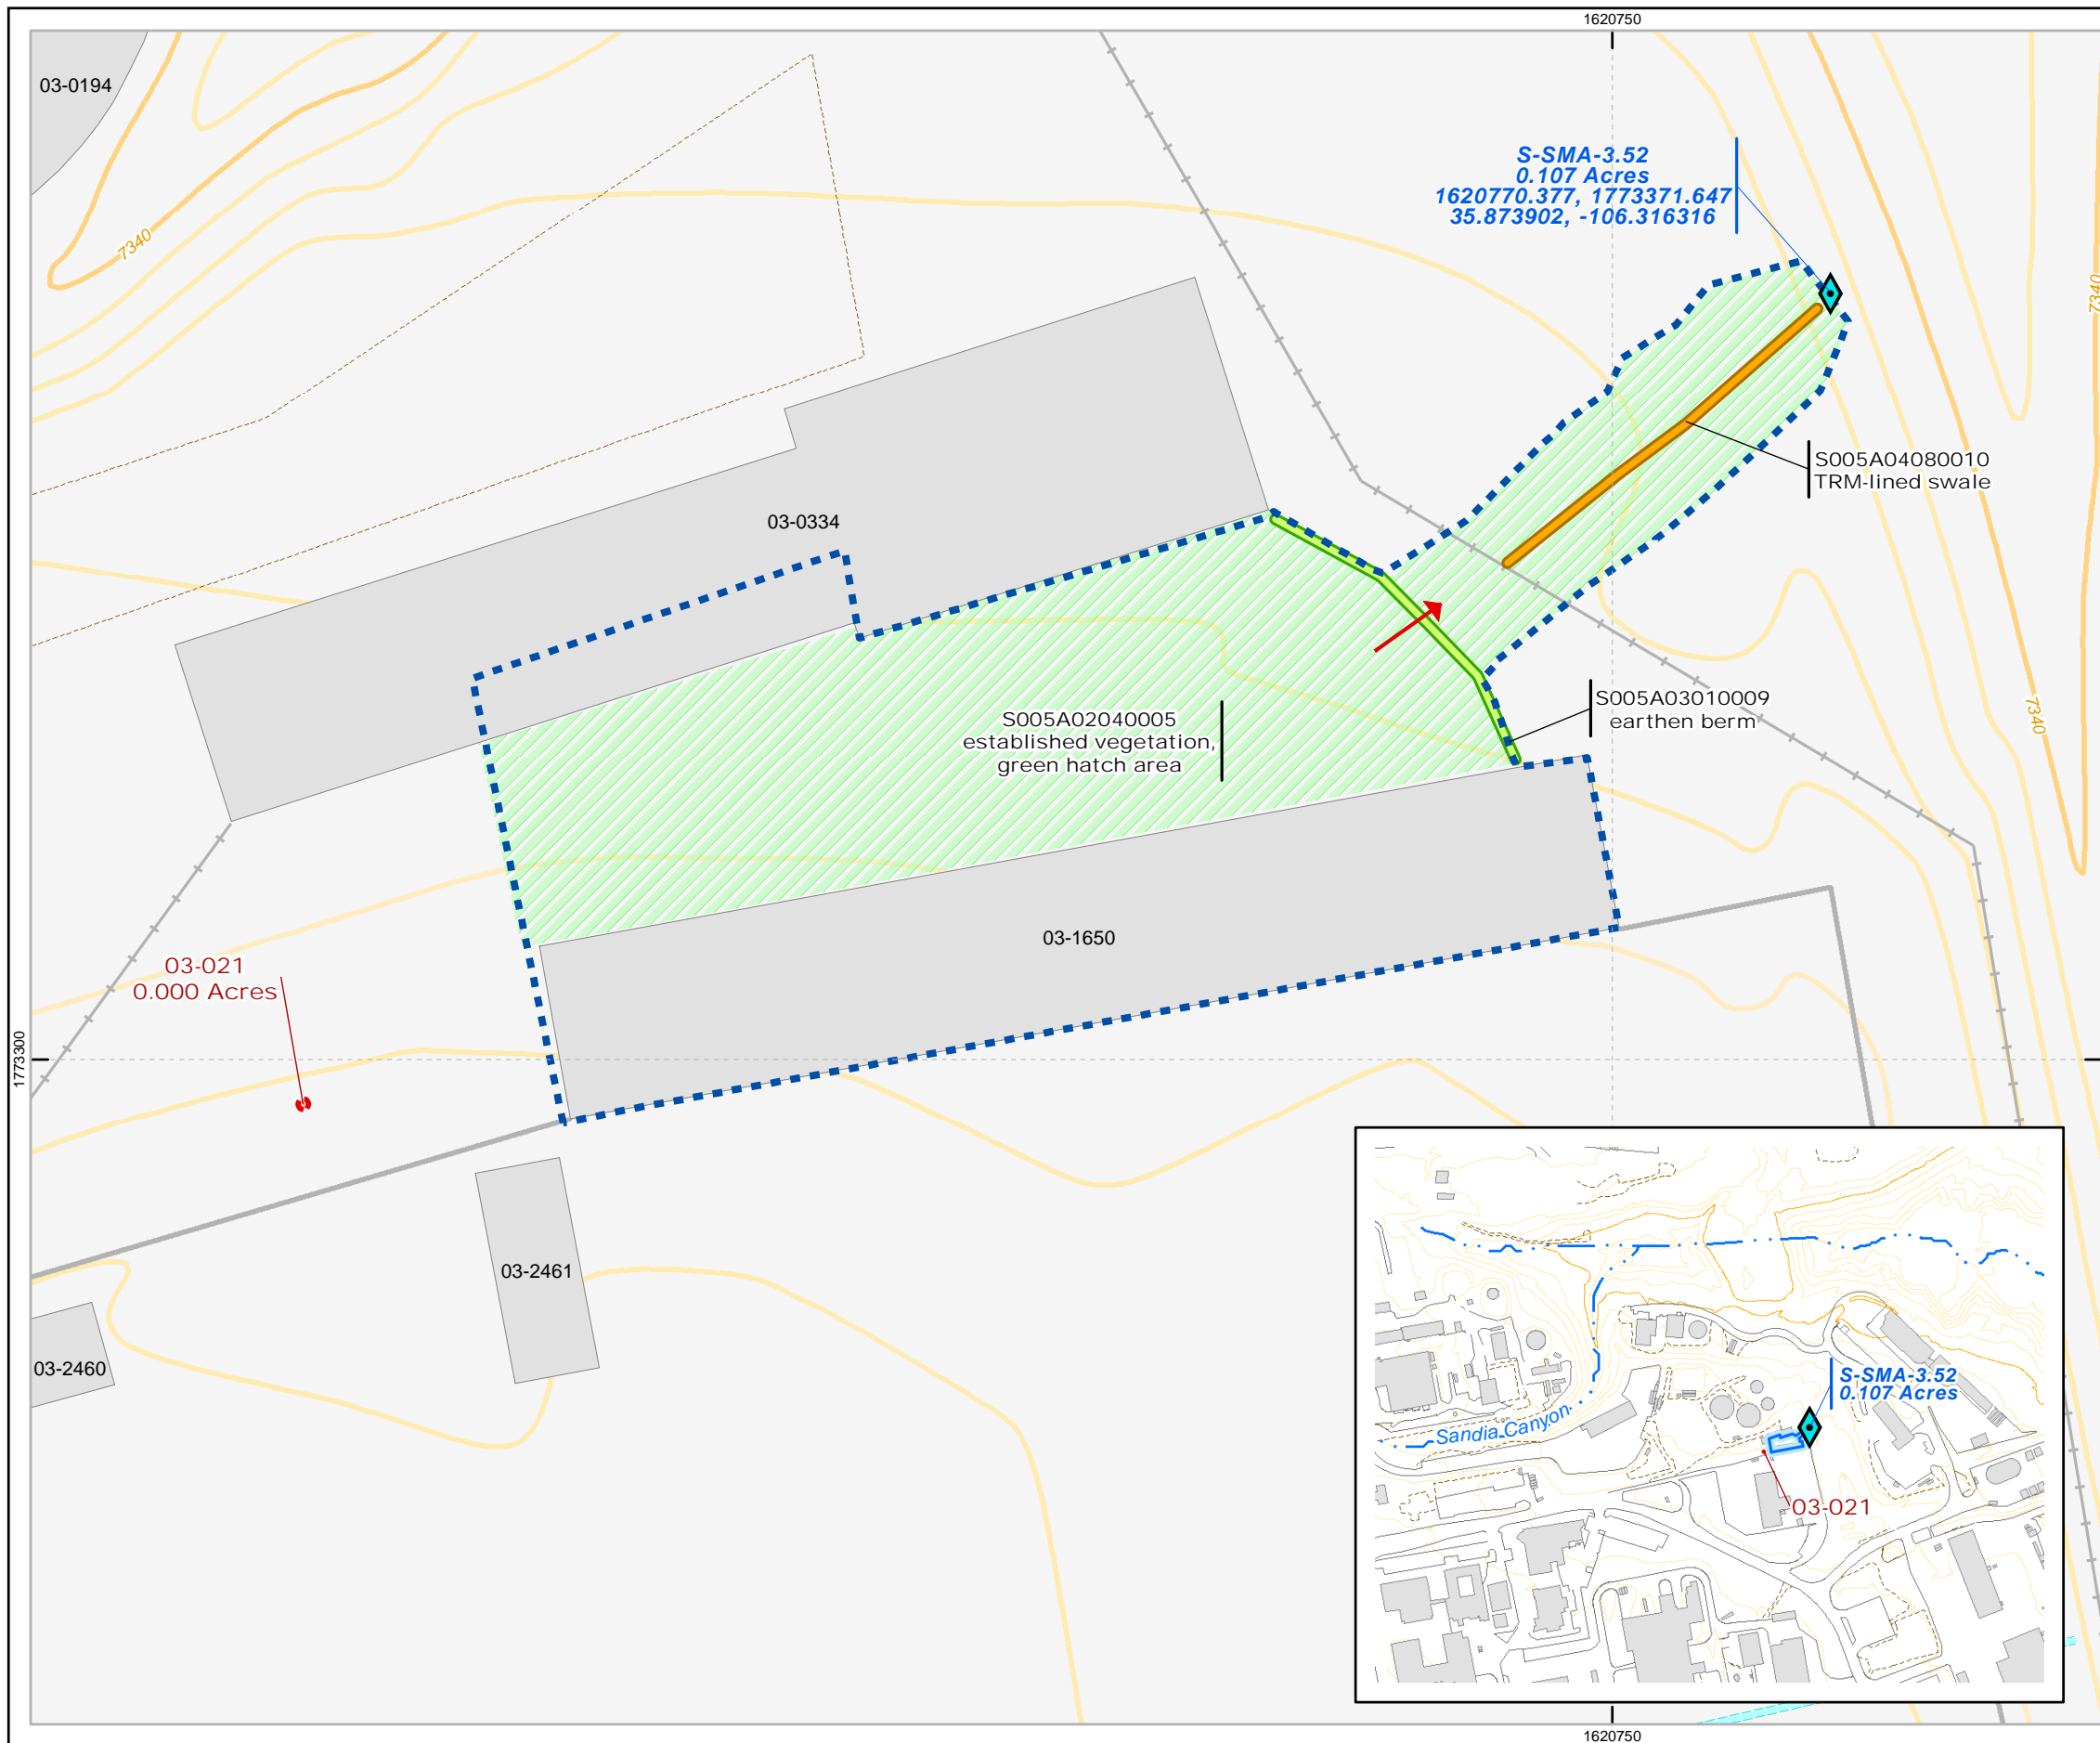 1620750
03-0194
S-SMA-3.52
0.107 Acres
1620770.377, 1773371.647
35.873902, -106.316316
7340
7340
S005A04080010
TRM-lined swale
03-0334
S005A03010009
earthen berm
S005A02040005
established vegetation,
green hatch area
7340
03-1650
03-021
0.000 Acres
1773300
03-2461
03-2460
S-SMA-3.52
0.107 Acres
Sandia Canyon
03-021
1620750